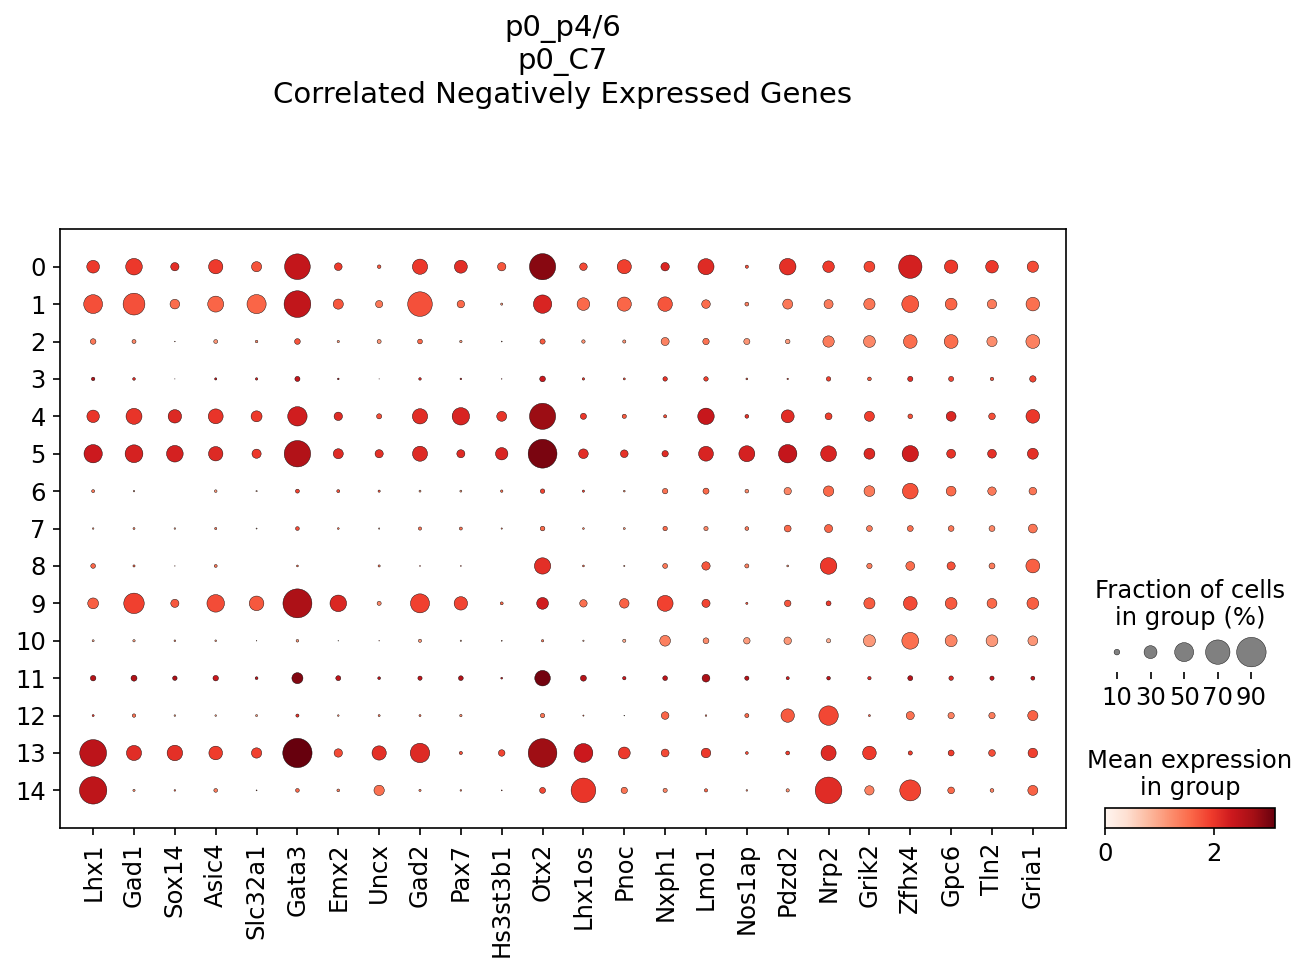 p0_p4/6
p0_C7
Correlated Negatively Expressed Genes
0
1
2
3
4
5
6
7
8
9
10
11
12
13
14
Lhx1
Gad1
Sox14
Asic4
Slc32a1
Gata3
Emx2
Uncx
Gad2
Pax7
Hs3st3b1
Otx2
Lhx1os
Pnoc
Nxph1
Lmo1
Nos1ap
Pdzd2
Nrp2
Grik2
Zfhx4
Gpc6
Tln2
Gria1
Fraction of cells
in group (%)
10 30 50 70 90
Mean expression
in group
0 2